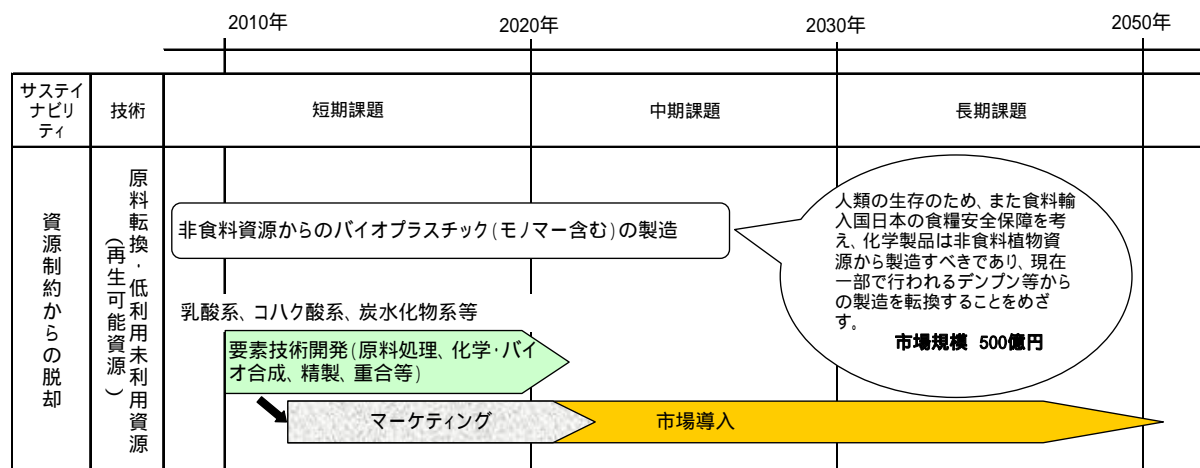 2010年
2020年
2030年
2050年
サステイ
ナビリ
ティ
技術
短期課題
中期課題
長期課題
資源制約からの脱却
原料転換・低利用未利用資源
(再生可能資源)
非食料資源からのバイオプラスチック(モノマー含む)の製造
人類の生存のため、また食料輸
入国日本の食糧安全保障を考
え、化学製品は非食料植物資
源から製造すべきであり、現在
一部で行われるデンプン等から
の製造を転換することをめざ
す。
市場規模 500億円
乳酸系、コハク酸系、炭水化物系等
要素技術開発(原料処理、化学・バイ
オ合成、精製、重合等)
マーケティング
市場導入